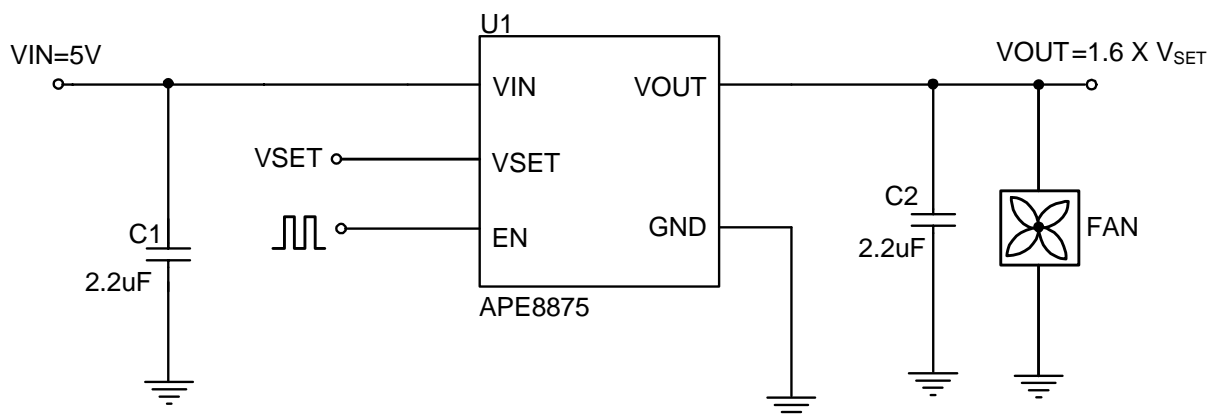 U1
VIN=5V
VOUT=1.6 X VSET
VIN
VOUT
VSET
VSET
EN
GND
C1
2.2uF
C2
2.2uF
FAN
APE8875